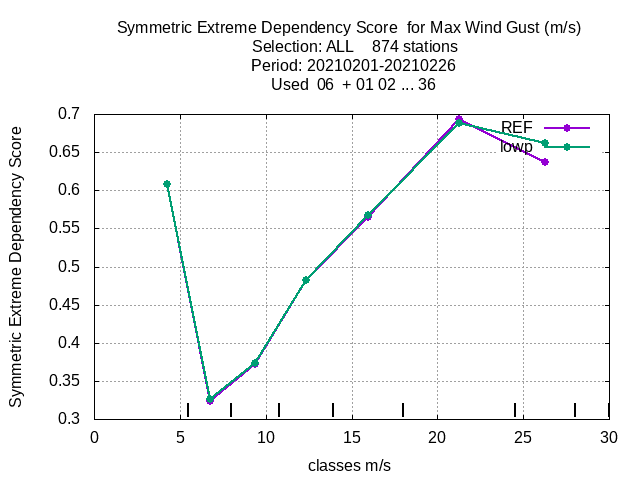 Symmetric Extreme Dependency Score  for Max Wind Gust (m/s)
Selection: ALL    874 stations
Period: 20210201-20210226
Used  06  + 01 02 ... 36
Symmetric Extreme Dependency Score
0.7
0.65
0.6
0.55
0.5
0.45
0.4
0.35
0.3
REF
lowp
0 5 10 15 20 25 30
classes m/s